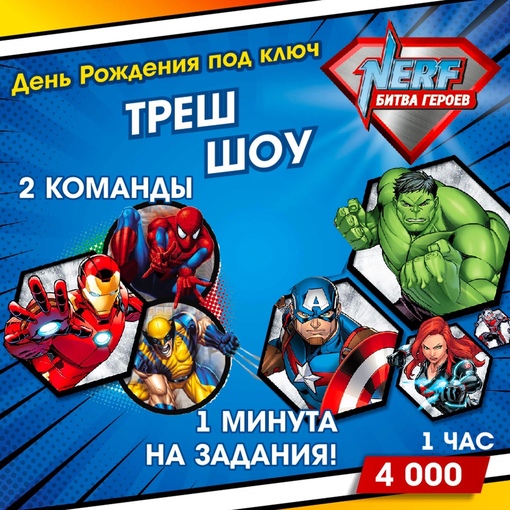 День Рождения под ключ
NERF
БИТВА ГЕРОЕВ
ТРЕШ
ШОУ
2 КОМАНДЫ
1 МИНУТА
НА ЗАДАНИЯ!
1 ЧАС
4 000